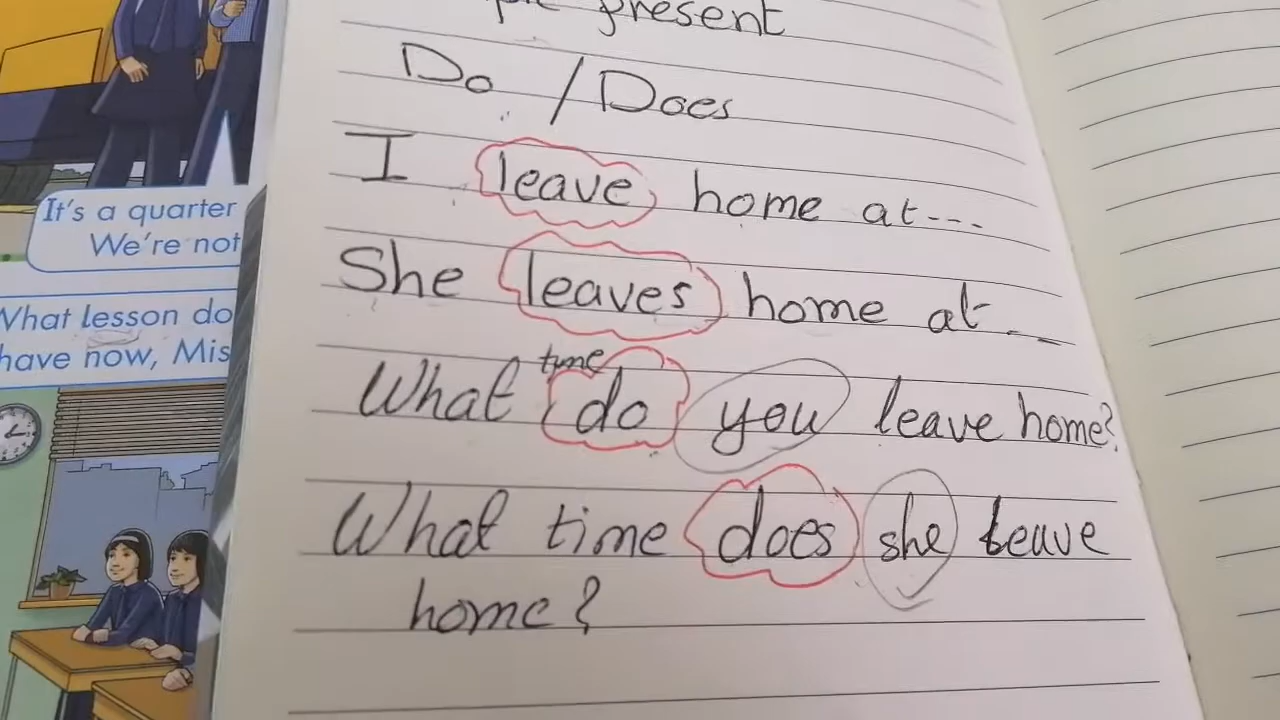 present
Do / Does
I leave home at---
She leaves home at--
What time do you leave home?
What time does she leave
home?
It's a quarter
We're not
What lesson do
have now, Mis